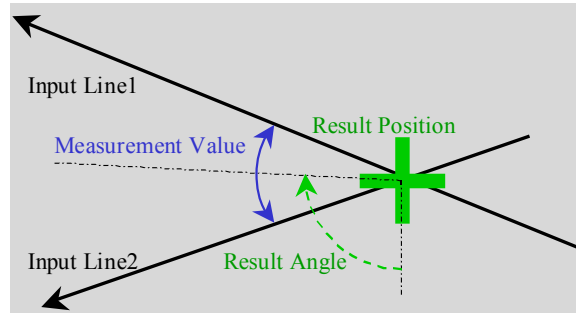 Input Line1
Result Position
Measurement Value
Result Angle
Input Line2